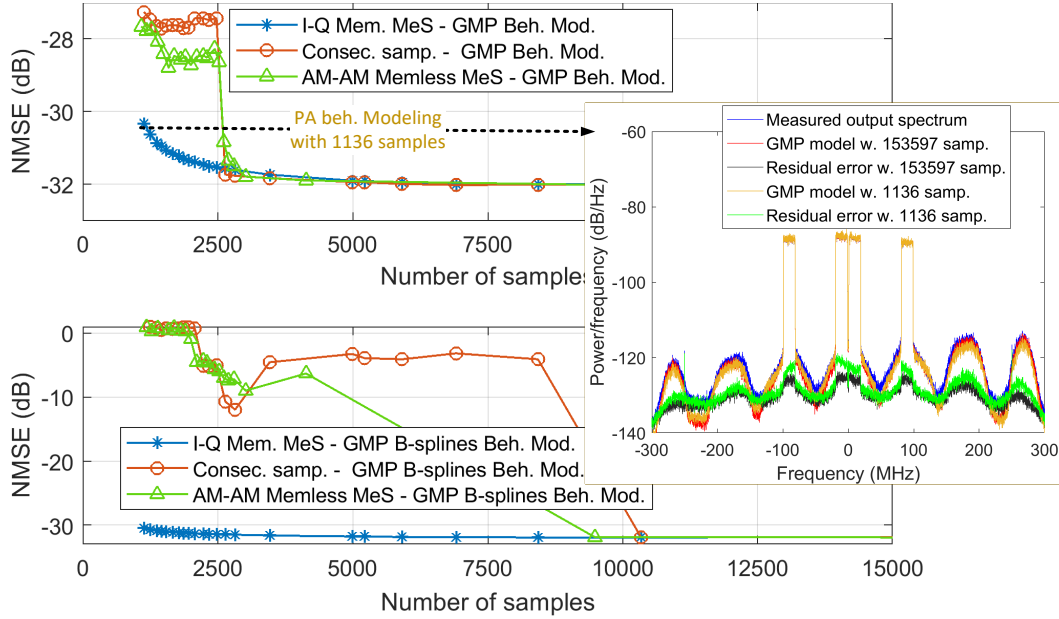 -28
-30
-32
NMSE (dB)
I-Q Mem. MeS - GMP Beh. Mod.
Consec. samp. - GMP Beh. Mod.
AM-AM Memless MeS - GMP Beh. Mod.
PA beh. Modeling
with 1136 samples
0 2500 5000 7500
Number of samples
-60
-80
-100
-120
-140
Power/frequency (dB/Hz)
Measured output spectrum
GMP model w. 153597 samp.
Residual error w. 153597 samp.
GMP model w. 1136 samp.
Residual error w. 1136 samp.
-300 -200 -100 0 100 200 300
Frequency (MHz)
0
-10
-20
-30
NMSE (dB)
I-Q Mem. MeS - GMP B-splines Beh. Mod.
Consec. samp. - GMP B-splines Beh. Mod.
AM-AM Memless MeS - GMP B-splines Beh. Mod.
0 2500 5000 7500 10000 12500 15000
Number of samples